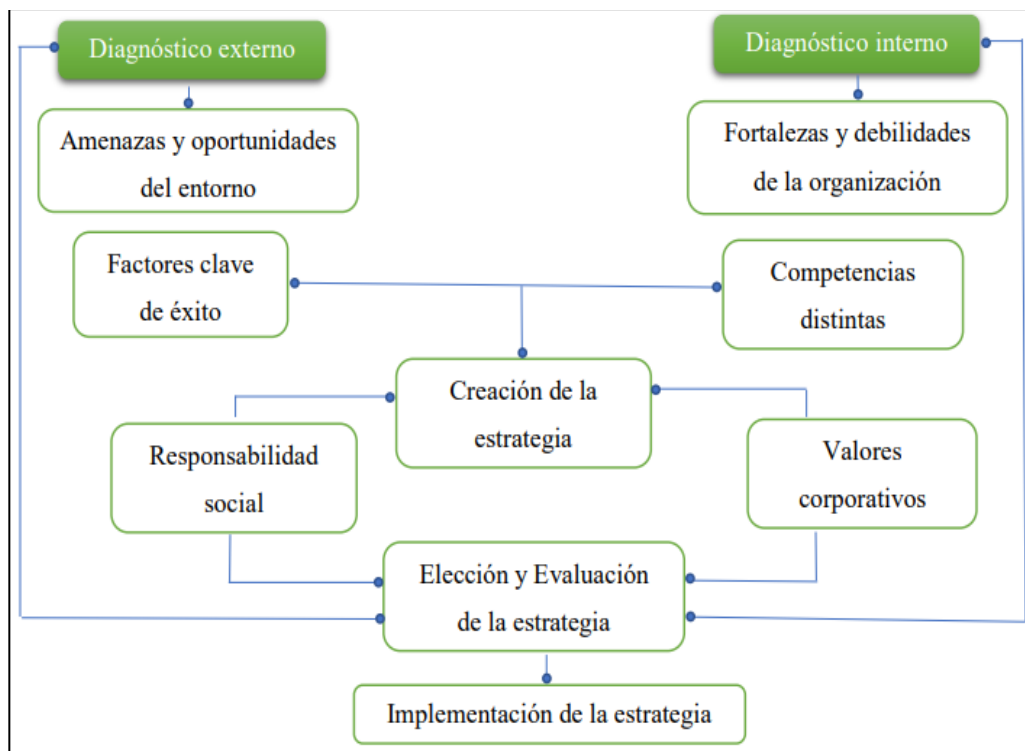 Diagnóstico externo
Diagnóstico interno
Amenazas y oportunidades
del entorno
Fortalezas y debilidades
de la organización
Factores clave
de éxito
Competencias
distintas
Creación de la
estrategia
Responsabilidad
social
Valores
corporativos
Elección y Evaluación
de la estrategia
Implementación de la estrategia